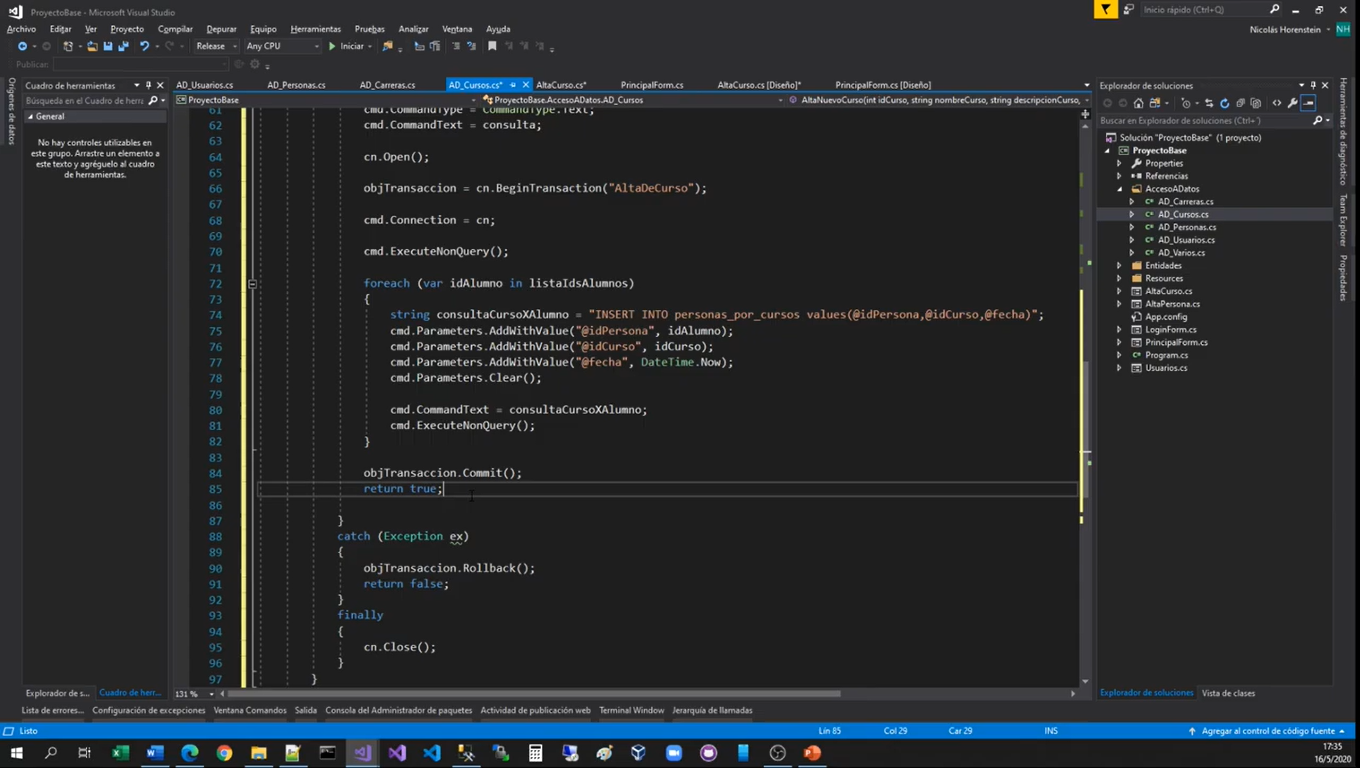 ProyectoBase - Microsoft Visual Studio
Inicio rápido (Ctrl+Q)
Archivo Editar Ver Proyecto Compilar Depurar Equipo Herramientas Pruebas Analizar Ventana Ayuda
Nicolás Horenstein NH
Release Any CPU Iniciar
Publicar:
Orígenes de datos
Cuadro de herramientas
Búsqueda en el Cuadro de herra
General
No hay controles utilizables en
este grupo. Arrastre un elemento a
este texto y agréguelo al cuadro
de herramientas.
AD_Usuarios.cs AD_Personas.cs AD_Carreras.cs AD_Cursos.cs* AltaCurso.cs* PrincipalForm.cs AltaCurso.cs [Diseño]* PrincipalForm.cs [Diseño]
ProyectoBase ProyectoBase.AccesoADatos.AD_Cursos AltaNuevoCurso(int idCurso, string nombreCurso, string descripcionCurso,
61 cmd.CommandType = CommandType.Text;
62 cmd.CommandText = consulta;
63
64 cn.Open();
65
66 objTransaccion = cn.BeginTransaction("AltaDeCurso");
67
68 cmd.Connection = cn;
69
70 cmd.ExecuteNonQuery();
71
72 foreach (var idAlumno in listaIdsAlumnos)
73 {
74 string consultaCursoXAlumno = "INSERT INTO personas_por_cursos values(@idPersona,@idCurso,@fecha)";
75 cmd.Parameters.AddWithValue("@idPersona", idAlumno);
76 cmd.Parameters.AddWithValue("@idCurso", idCurso);
77 cmd.Parameters.AddWithValue("@fecha", DateTime.Now);
78 cmd.Parameters.Clear();
79
80 cmd.CommandText = consultaCursoXAlumno;
81 cmd.ExecuteNonQuery();
82 }
83
84 objTransaccion.Commit();
85 return true;
86
87 }
88 catch (Exception ex)
89 {
90 objTransaccion.Rollback();
91 return false;
92 }
93 finally
94 {
95 cn.Close();
96 }
97 }
131 %
Explorador de soluciones
Buscar en Explorador de soluciones (Ctrl+´)
Solución "ProyectoBase" (1 proyecto)
ProyectoBase
Properties
Referencias
AccesoADatos
AD_Carreras.cs
AD_Cursos.cs
AD_Personas.cs
AD_Usuarios.cs
AD_Varios.cs
Entidades
Resources
AltaCurso.cs
AltaPersona.cs
App.config
LoginForm.cs
PrincipalForm.cs
Program.cs
Usuarios.cs
Herramientas de diagnóstico
Team Explorer
Propiedades
Explorador de s... Cuadro de herr...
Explorador de soluciones Vista de clases
Lista de errores... Configuración de excepciones Ventana Comandos Salida Consola del Administrador de paquetes Actividad de publicación web Terminal Window Jerarquía de llamadas
Listo Lín 85 Col 29 Car 29 INS Agregar al control de código fuente
17:35
16/5/2020